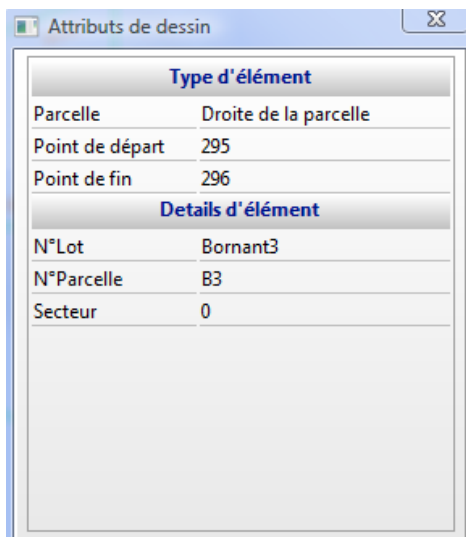 Attributs de dessin
Type d'élément
Parcelle Droite de la parcelle
Point de départ 295
Point de fin 296
Details d'élément
N°Lot Bornant3
N°Parcelle B3
Secteur 0